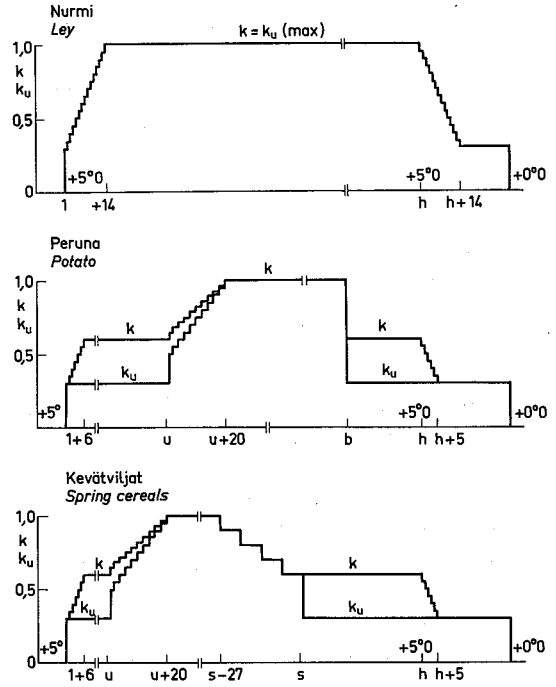 Nurmi
Ley
k = ku (max)
1,0
k
ku
0,5
0
+5°0
+5°0
+0°0
1
+14
h
h+14
Peruna
Potato
k
1,0
k
ku
0,5
k
k
ku
ku
+5°
+5°0
+0°0
1+6
u
u+20
b
h
h+5
Kevätviljat
Spring cereals
1,0
k
ku
0,5
k
k
ku
ku
0
+5°
+5°0
+0°0
1+6
u
u+20
s-27
s
h
h+5